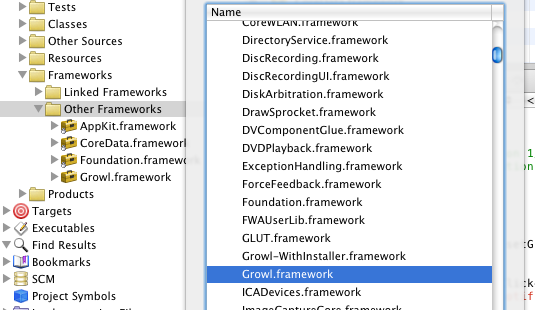 Tests
Classes
Other Sources
Resources
Frameworks
Linked Frameworks
Other Frameworks
AppKit.framework
CoreData.framework
Foundation.framework
Growl.framework
Products
Targets
Executables
Find Results
Bookmarks
SCM
Project Symbols
Name
CoreWLAN.framework
DirectoryService.framework
DiscRecording.framework
DiscRecordingUI.framework
DiskArbitration.framework
DrawSprocket.framework
DVComponentGlue.framework
DVDPlayback.framework
ExceptionHandling.framework
ForceFeedback.framework
Foundation.framework
FWAUserLib.framework
GLUT.framework
Growl-WithInstaller.framework
Growl.framework
ICADevices.framework
ImageCaptureCore.framework